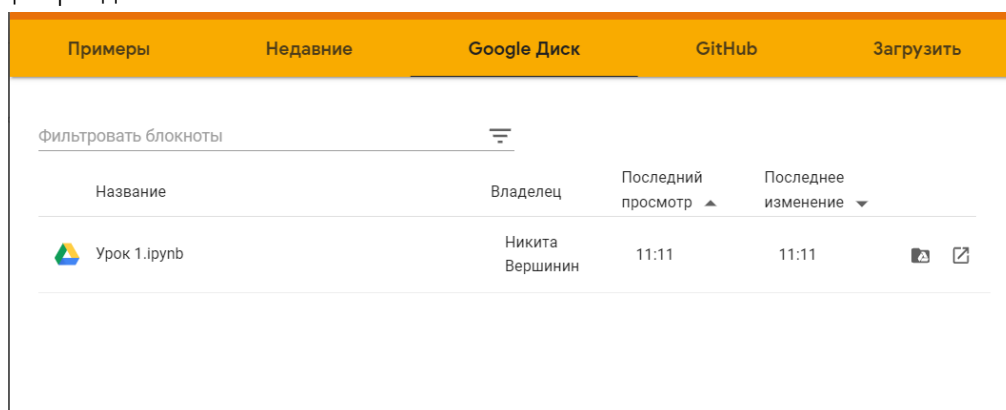 Примеры Недавние Google Диск GitHub Загрузить
Фильтровать блокноты
Название Владелец Последний просмотр Последнее изменение
Урок 1.ipynb Никита Вершинин 11:11 11:11